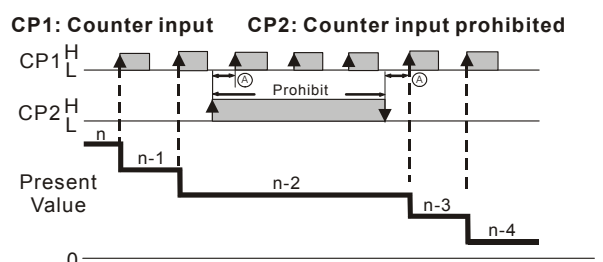 CP1: Counter input CP2: Counter input prohibited
CP1 H
L
A A
Prohibit
CP2 H
L
n
n-1
n-2
Present
Value
n-3
n-4
0